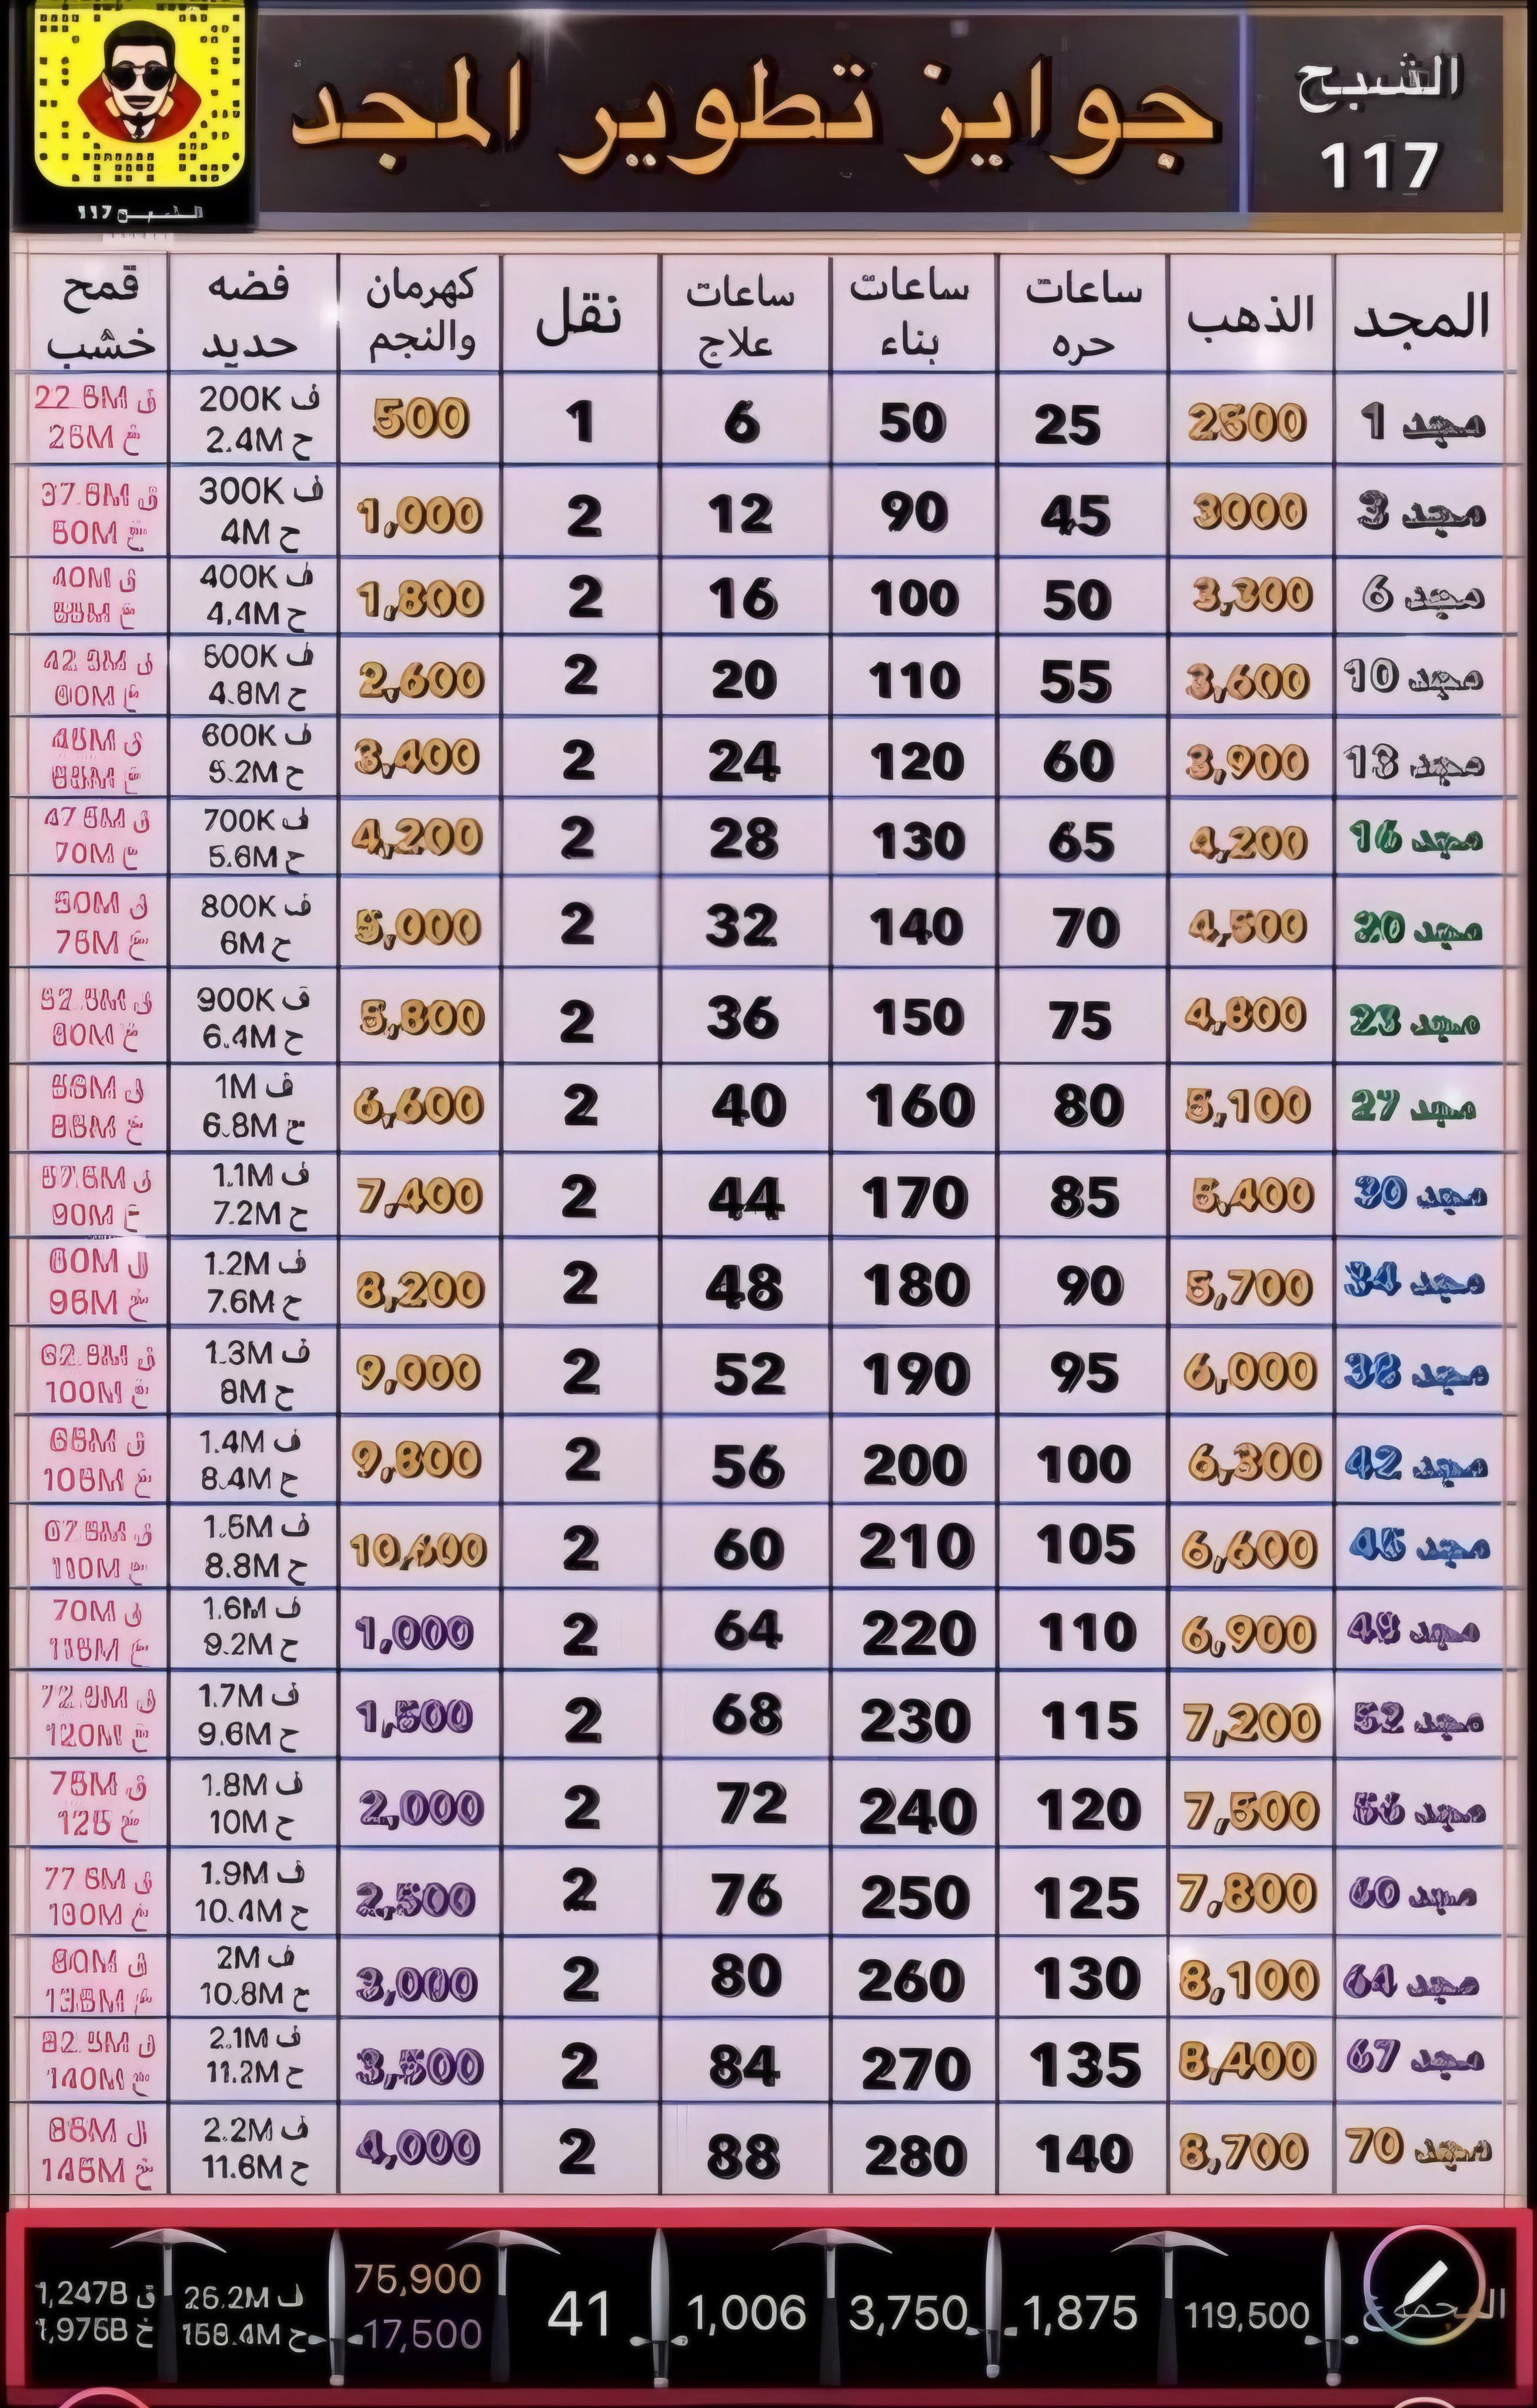 الشبح
117
جوايز تطوير المجد
الشبح 117
المجد الذهب ساعات حره ساعات بناء ساعات علاج نقل كهرمان والنجم فضه حديد قمح خشب
مجد 1 2500 25 50 6 1 500 ف 200K ق 22.5M
ح 2.4M خ 25M
مجد 3 3000 45 90 12 2 1,000 ف 300K ق 37.5M
ح 4M خ 50M
مجد 6 3,300 50 100 16 2 1,800 ف 400K ق 40M
ح 4.4M خ 55M
مجد 10 3,600 55 110 20 2 2,600 ف 500K
ح 4.8M خ 60M
مجد 13 3,900 60 120 24 2 3,400 ف 600K ق 45M
ح 5.2M خ 65M
مجد 16 4,200 65 130 28 2 4,200 ف 700K ق 47.5M
ح 5.6M خ 70M
مجد 20 4,500 70 140 32 2 5,000 ف 800K ق 50M
ح 6M خ 75M
مجد 23 4,800 75 150 36 2 5,800 ف 900K ق 52.5M
ح 6.4M خ 80M
مجد 27 5,100 80 160 40 2 6,600 ف 1M ق 55M
ح 6.8M خ 85M
مجد 30 5,400 85 170 44 2 7,400 ف 1.1M ق 57.5M
ح 7.2M خ 90M
مجد 34 5,700 90 180 48 2 8,200 ف 1.2M ق 60M
ح 7.6M خ 95M
مجد 38 6,000 95 190 52 2 9,000 ف 1.3M ق 62.5M
ح 8M خ 100M
مجد 42 6,300 100 200 56 2 9,800 ف 1.4M ق 65M
ح 8.4M خ 105M
مجد 46 6,600 105 210 60 2 10,600 ف 1.5M ق 67.5M
ح 8.8M خ 110M
مجد 49 6,900 110 220 64 2 1,000 ف 1.6M ق 70M
ح 9.2M خ 115M
مجد 52 7,200 115 230 68 2 1,500 ف 1.7M ق 72.5M
ح 9.6M خ 120M
مجد 56 7,500 120 240 72 2 2,000 ف 1.8M ق 75M
ح 10M خ 125
مجد 60 7,800 125 250 76 2 2,500 ف 1.9M ق 77.5M
ح 10.4M خ 130M
مجد 64 8,100 130 260 80 2 3,000 ف 2M ق 80M
ح 10.8M خ 135M
مجد 67 8,400 135 270 84 2 3,500 ف 2.1M ق 82.5M
ح 11.2M خ 140M
مجد 70 8,700 140 280 88 2 4,000 ف 2.2M 85M
ح 11.6M خ 145M
119,500 1,875 3,750 1,006 41 75,900 ف 26.2M ق 1,247B
17,500 ح 158.4M خ 1,975B